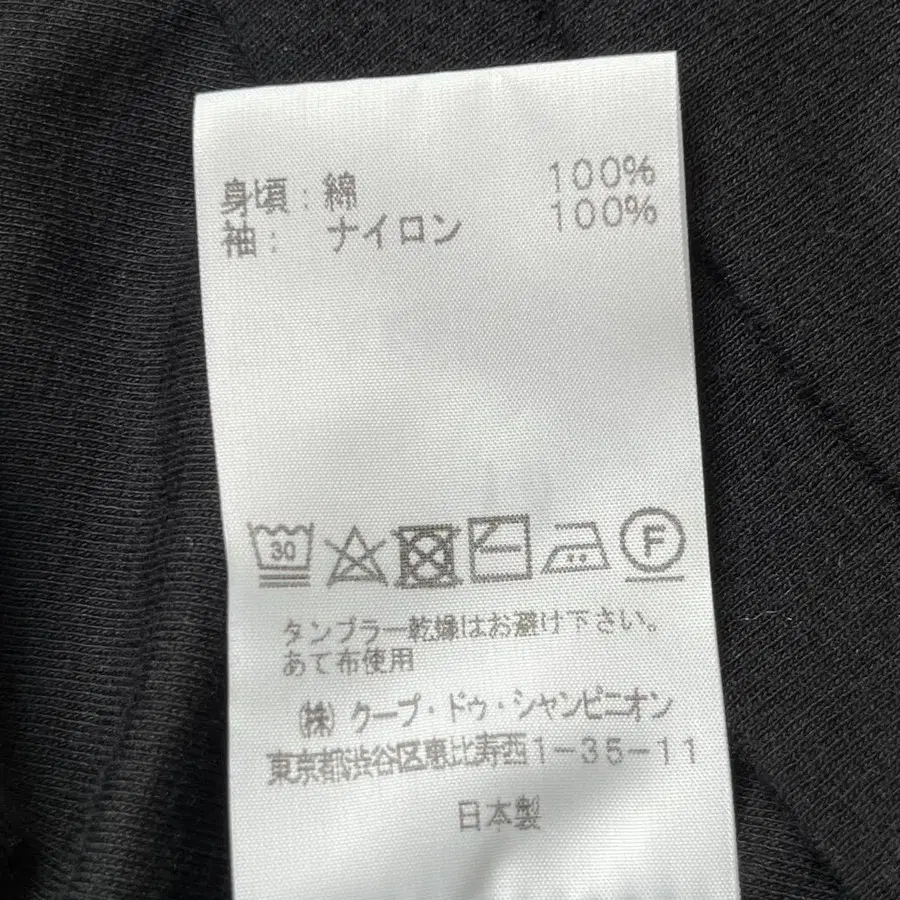 身頃：綿 100%
袖： ナイロン 100%
30 F
タンブラー乾燥はお避け下さい。
あて布使用
(株) クープ・ドゥ・シャンピニオン
東京都渋谷区恵比寿西1-35-11
日本製